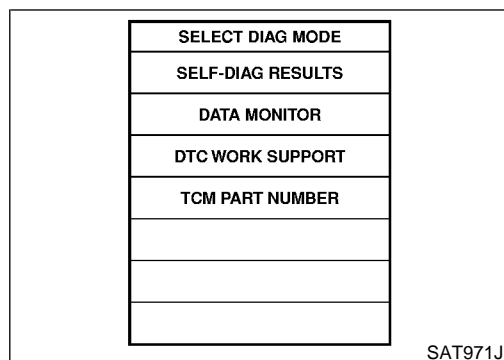 SELECT DIAG MODE
SELF-DIAG RESULTS
DATA MONITOR
DTC WORK SUPPORT
TCM PART NUMBER
SAT971J